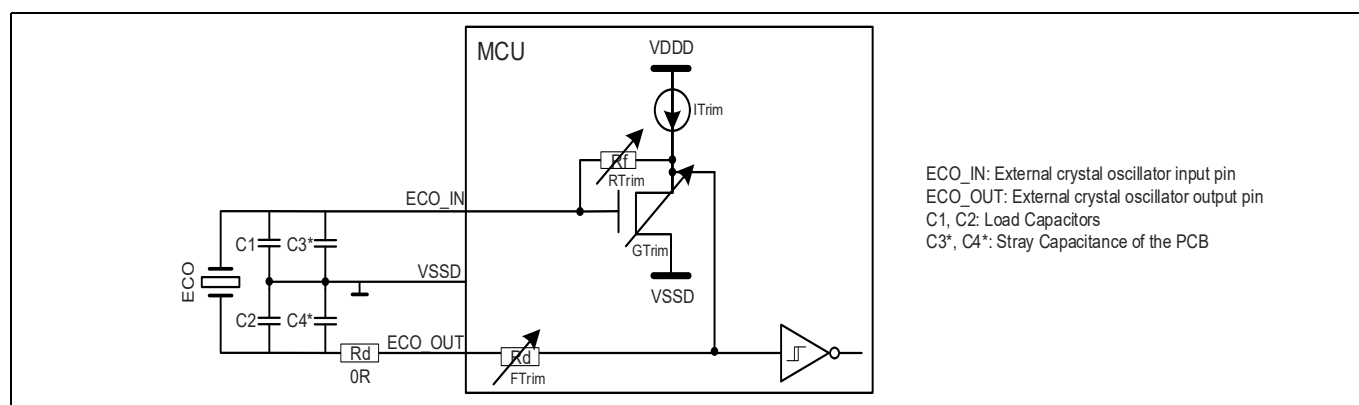 MCU
VDDD
ITrim
Rf
RTrim
ECO_IN
GTrim
VSSD
C1
C3*
VSSD
ECO
C2
C4*
ECO_OUT
Rd
0R
Rd
FTrim
ECO_IN: External crystal oscillator input pin
ECO_OUT: External crystal oscillator output pin
C1, C2: Load Capacitors
C3*, C4*: Stray Capacitance of the PCB